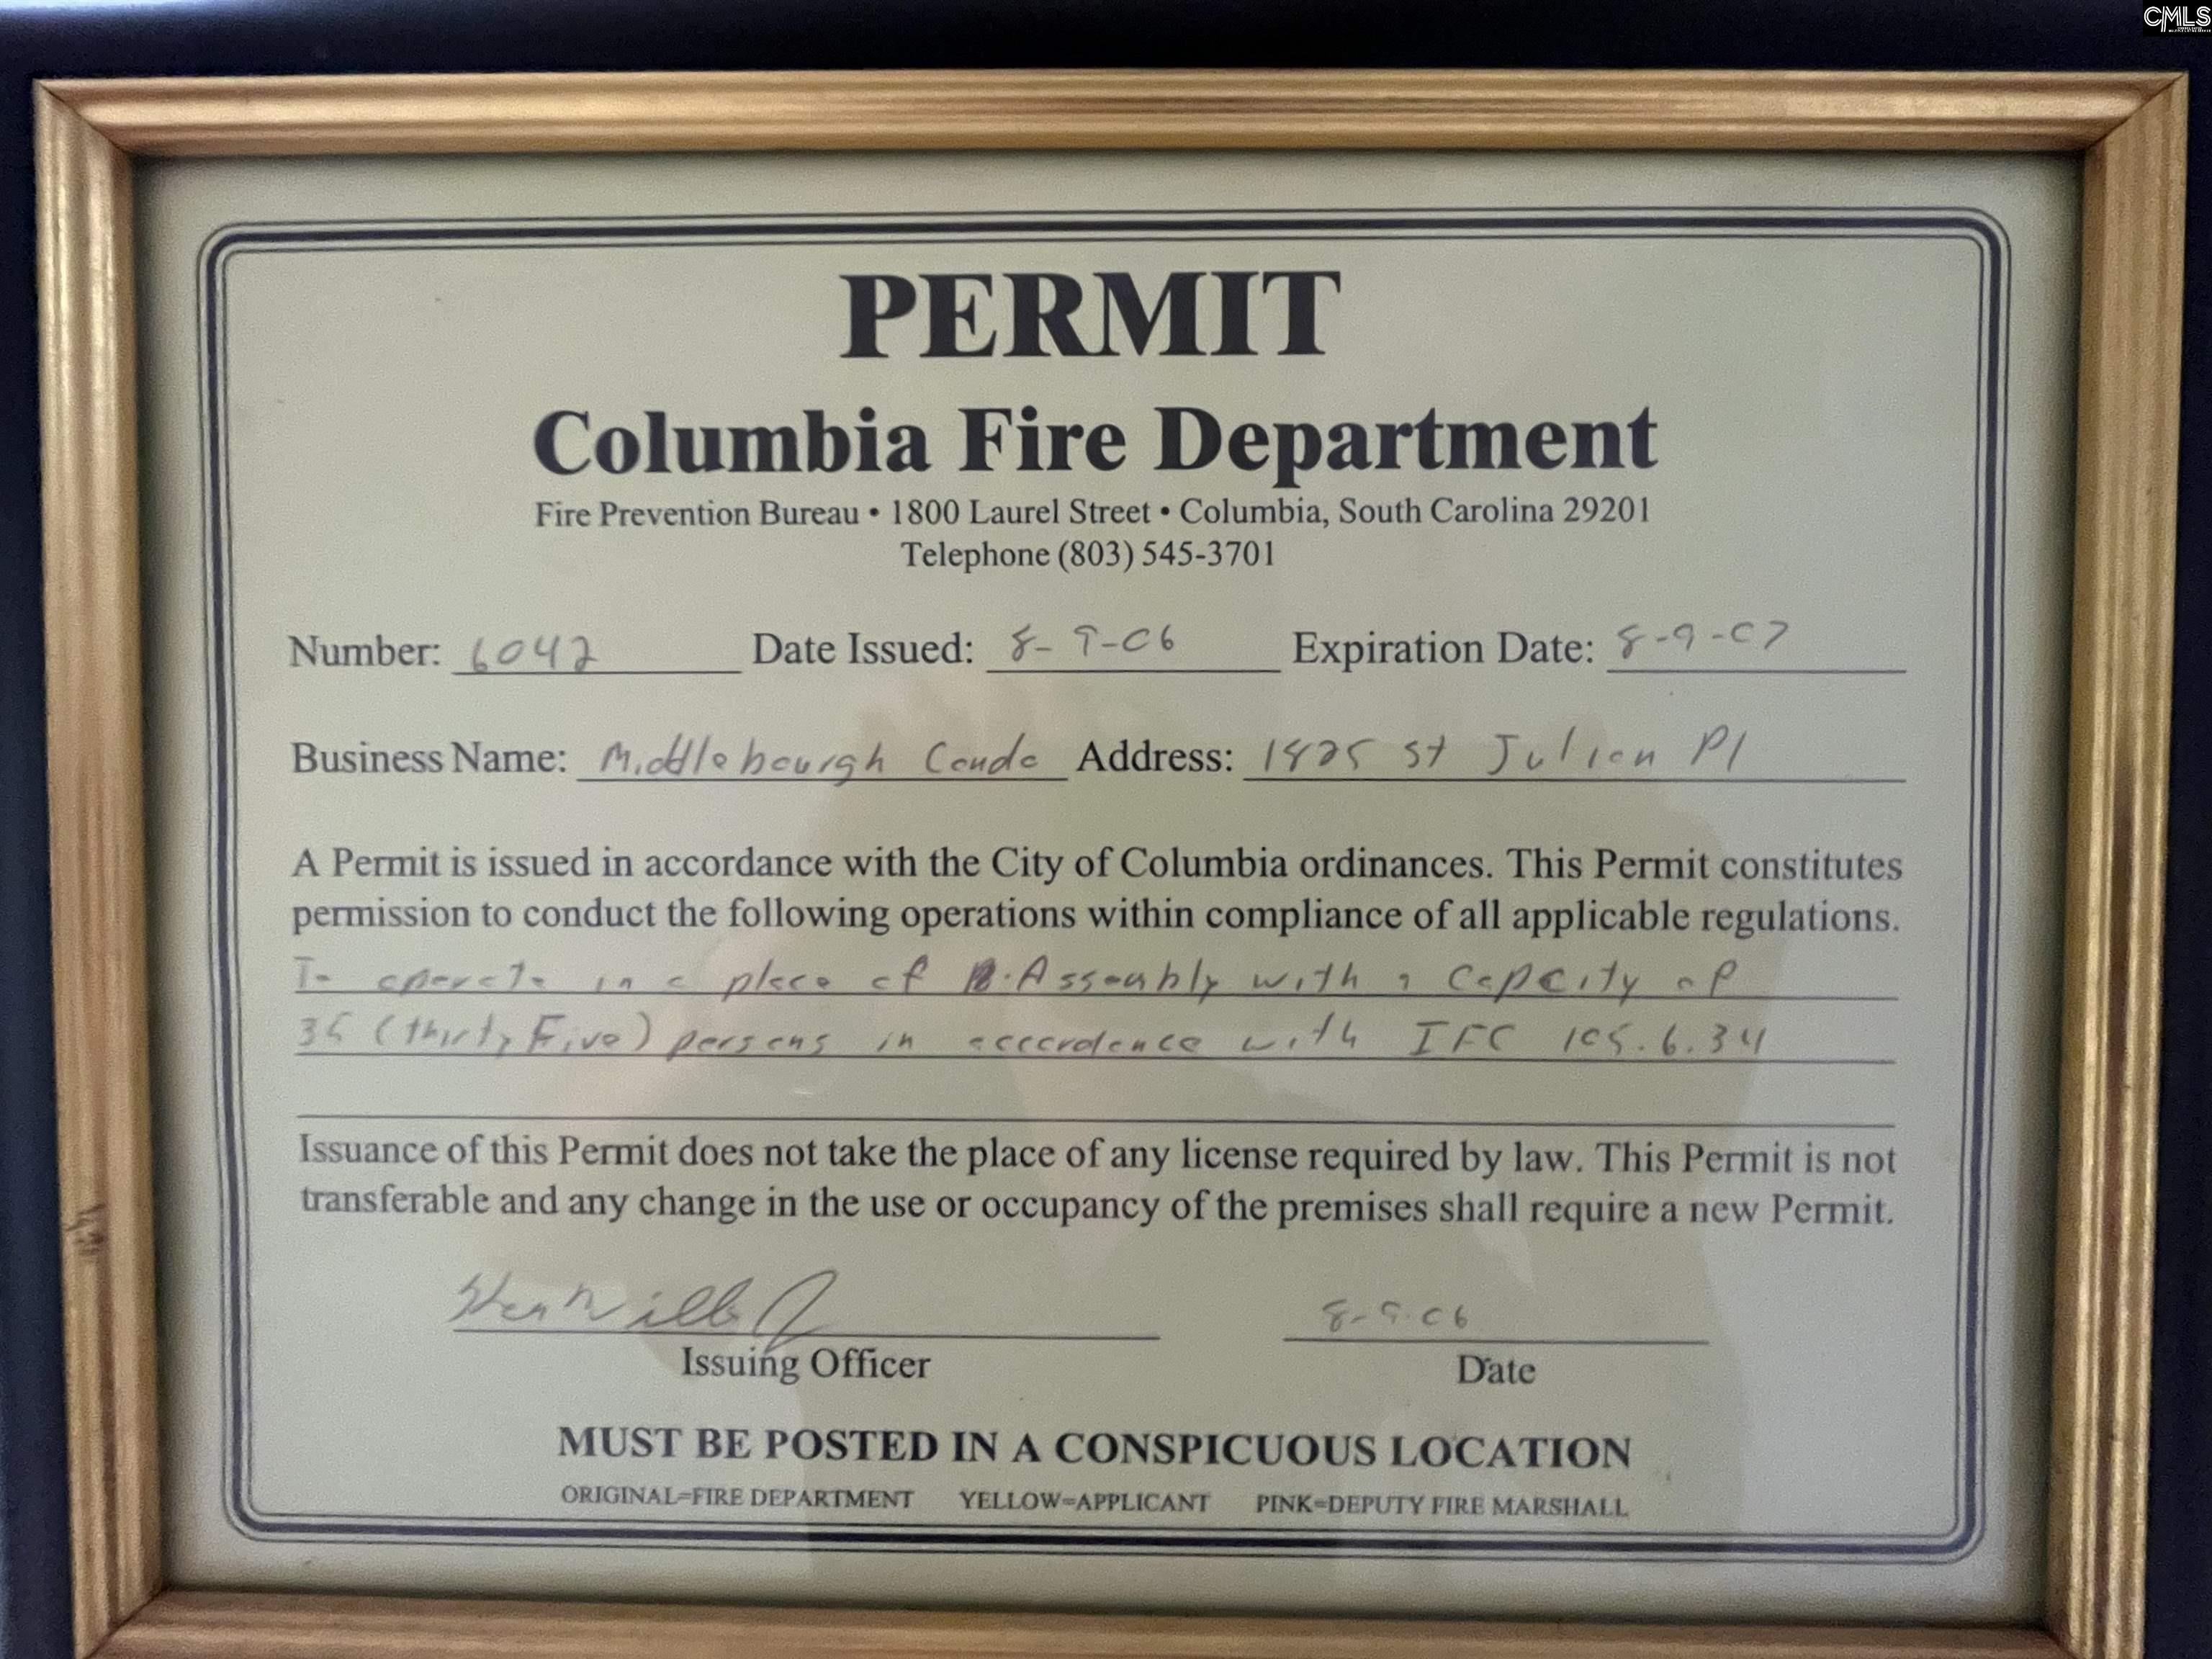 CMLS
PERMIT
Columbia Fire Department
Fire Prevention Bureau • 1800 Laurel Street • Columbia, South Carolina 29201
Telephone (803) 545-3701
Number: 6042 Date Issued: 8-9-06 Expiration Date: 8-9-07
Business Name: Middlebourgh Condo Address: 1825 St Julian Pl
A Permit is issued in accordance with the City of Columbia ordinances. This Permit constitutes
permission to conduct the following operations within compliance of all applicable regulations.
To operate in a place of Assembly with a Capcity of
35 (thirty Five) persons in accordance with IFC 105.6.34
Issuance of this Permit does not take the place of any license required by law. This Permit is not
transferable and any change in the use or occupancy of the premises shall require a new Permit.
8-9-06
Issuing Officer Date
MUST BE POSTED IN A CONSPICUOUS LOCATION
ORIGINAL=FIRE DEPARTMENT YELLOW=APPLICANT PINK=DEPUTY FIRE MARSHALL